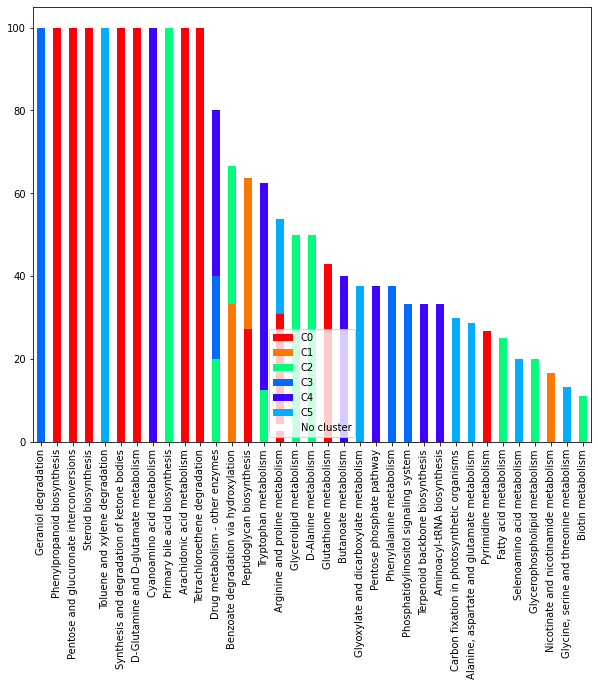 100
80
60
40
20
0
C0
C1
C2
C3
C4
C5
No cluster
Geraniol degradation
Phenylpropanoid biosynthesis
Pentose and glucuronate interconversions
Steroid biosynthesis
Toluene and xylene degradation
Synthesis and degradation of ketone bodies
D-Glutamine and D-glutamate metabolism
Cyanoamino acid metabolism
Primary bile acid biosynthesis
Arachidonic acid metabolism
Tetrachloroethene degradation
Drug metabolism - other enzymes
Benzoate degradation via hydroxylation
Peptidoglycan biosynthesis
Tryptophan metabolism
Arginine and proline metabolism
Glycerolipid metabolism
D-Alanine metabolism
Glutathione metabolism
Butanoate metabolism
Glyoxylate and dicarboxylate metabolism
Pentose phosphate pathway
Phenylalanine metabolism
Phosphatidylinositol signaling system
Terpenoid backbone biosynthesis
Aminoacyl-tRNA biosynthesis
Carbon fixation in photosynthetic organisms
Alanine, aspartate and glutamate metabolism
Pyrimidine metabolism
Fatty acid metabolism
Selenoamino acid metabolism
Glycerophospholipid metabolism
Nicotinate and nicotinamide metabolism
Glycine, serine and threonine metabolism
Biotin metabolism